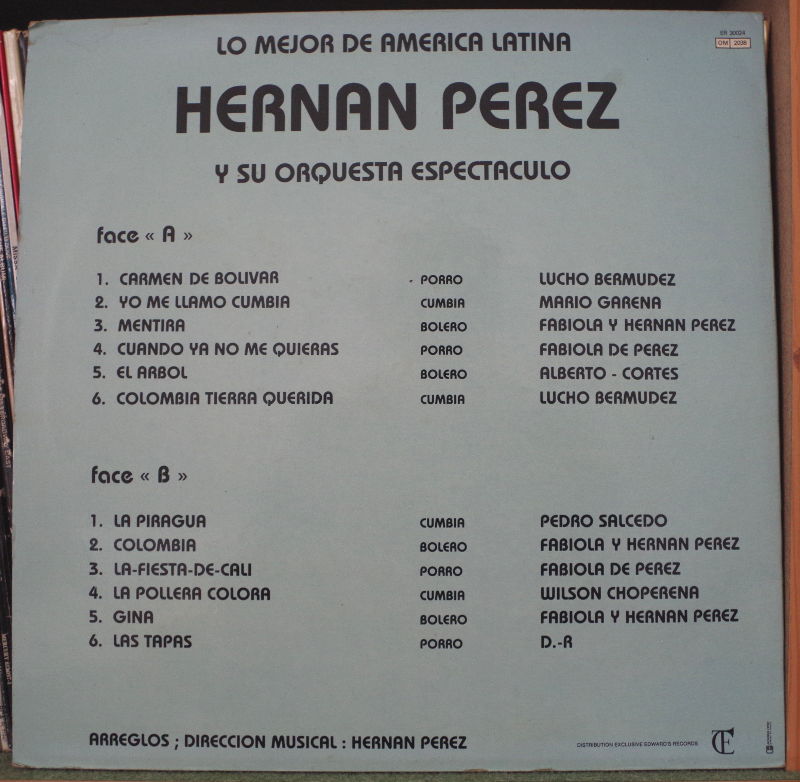 LO MEJOR DE AMERICA LATINA
ER 30024
OM 2038
HERNAN PEREZ
Y SU ORQUESTA ESPECTACULO
face « A »
1. CARMEN DE BOLIVAR PORRO LUCHO BERMUDEZ
2. YO ME LLAMO CUMBIA CUMBIA MARIO GARENA
3. MENTIRA BOLERO FABIOLA Y HERNAN PEREZ
4. CUANDO YA NO ME QUIERAS PORRO FABIOLA DE PEREZ
5. EL ARBOL BOLERO ALBERTO - CORTES
6. COLOMBIA TIERRA QUERIDA CUMBIA LUCHO BERMUDEZ
face « B »
1. LA PIRAGUA CUMBIA PEDRO SALCEDO
2. COLOMBIA BOLERO FABIOLA Y HERNAN PEREZ
3. LA-FIESTA-DE-CALI PORRO FABIOLA DE PEREZ
4. LA POLLERA COLORA CUMBIA WILSON CHOPERENA
5. GINA BOLERO FABIOLA Y HERNAN PEREZ
6. LAS TAPAS PORRO D.-R
ARREGLOS ; DIRECCION MUSICAL : HERNAN PEREZ
DISTRIBUTION EXCLUSIVE EDWARD'S RECORDS